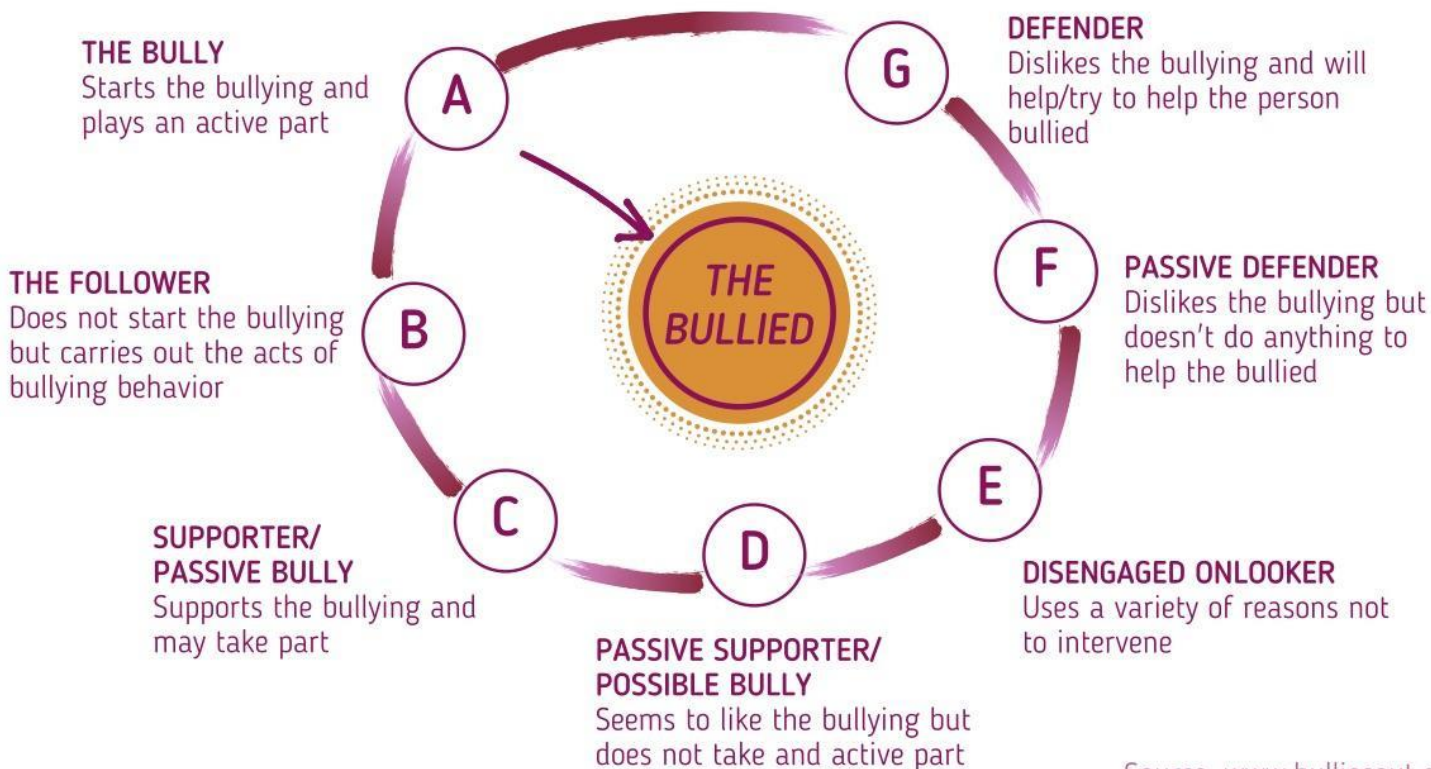 THE BULLY
Starts the bullying and
plays an active part
A
THE FOLLOWER
Does not start the bullying
but carries out the acts of
bullying behavior
B
SUPPORTER/
PASSIVE BULLY
Supports the bullying and
may take part
C
PASSIVE SUPPORTER/
POSSIBLE BULLY
Seems to like the bullying but
does not take and active part
D
DISENGAGED ONLOOKER
Uses a variety of reasons not
to intervene
E
PASSIVE DEFENDER
Dislikes the bullying but
doesn't do anything to
help the bullied
F
DEFENDER
Dislikes the bullying and will
help/try to help the person
bullied
G
THE
BULLIED